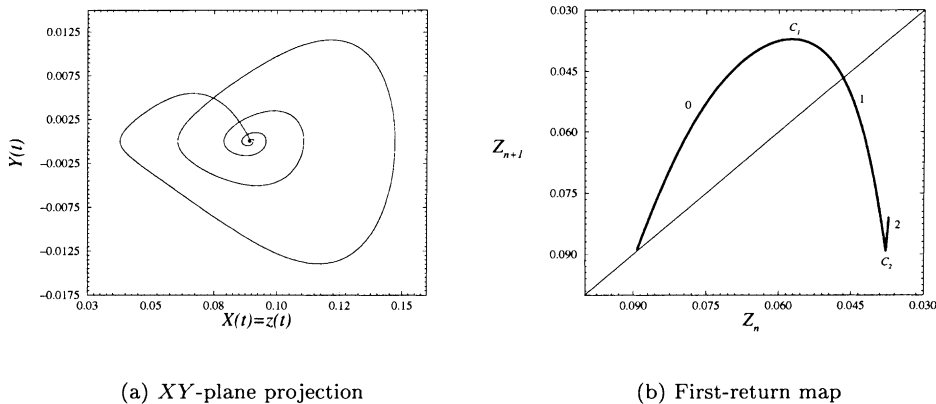 0.0125
0.0075
0.0025
−0.0025
−0.0075
−0.0125
−0.0175
Y(t)
0.03 0.05 0.08 0.10 0.12 0.15
X(t)=z(t)
(a) XY-plane projection
0.030
0.045
0.060
0.075
0.090
Z_{n+1}
C_1
0
1
2
C_2
0.090 0.075 0.060 0.045 0.030
Z_n
(b) First-return map